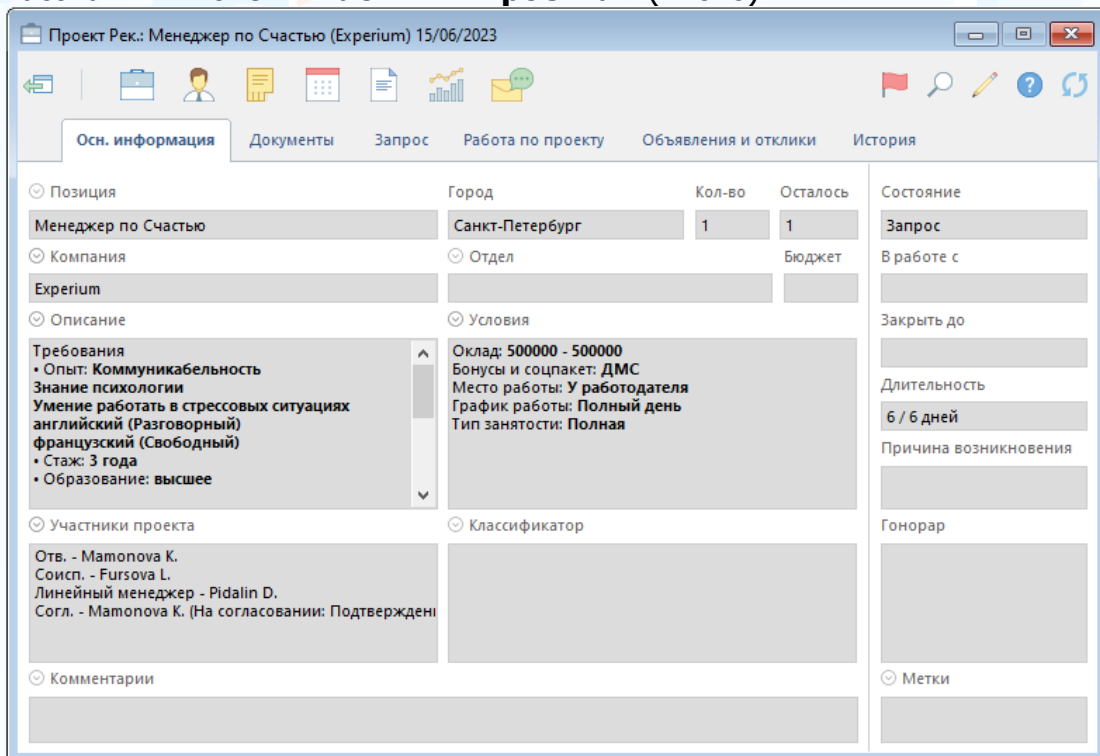 Проект Рек.: Менеджер по Счастью (Experium) 15/06/2023
Осн. информация Документы Запрос Работа по проекту Объявления и отклики История
Позиция Город Кол-во Осталось Состояние
Менеджер по Счастью Санкт-Петербург 1 1 Запрос
Компания Отдел Бюджет В работе с
Experium
Описание Условия Закрыть до
Требования
• Опыт: Коммуникабельность
Знание психологии
Умение работать в стрессовых ситуациях
английский (Разговорный)
французский (Свободный)
• Стаж: 3 года
• Образование: высшее
Оклад: 500000 - 500000
Бонусы и соцпакет: ДМС
Место работы: У работодателя
График работы: Полный день
Тип занятости: Полная
Длительность
6 / 6 дней
Причина возникновения
Участники проекта Классификатор Гонорар
Отв. - Mamonova K.
Соисп. - Fursova L.
Линейный менеджер - Pidalin D.
Согл. - Mamonova K. (На согласовании: Подтвержден
Комментарии Метки